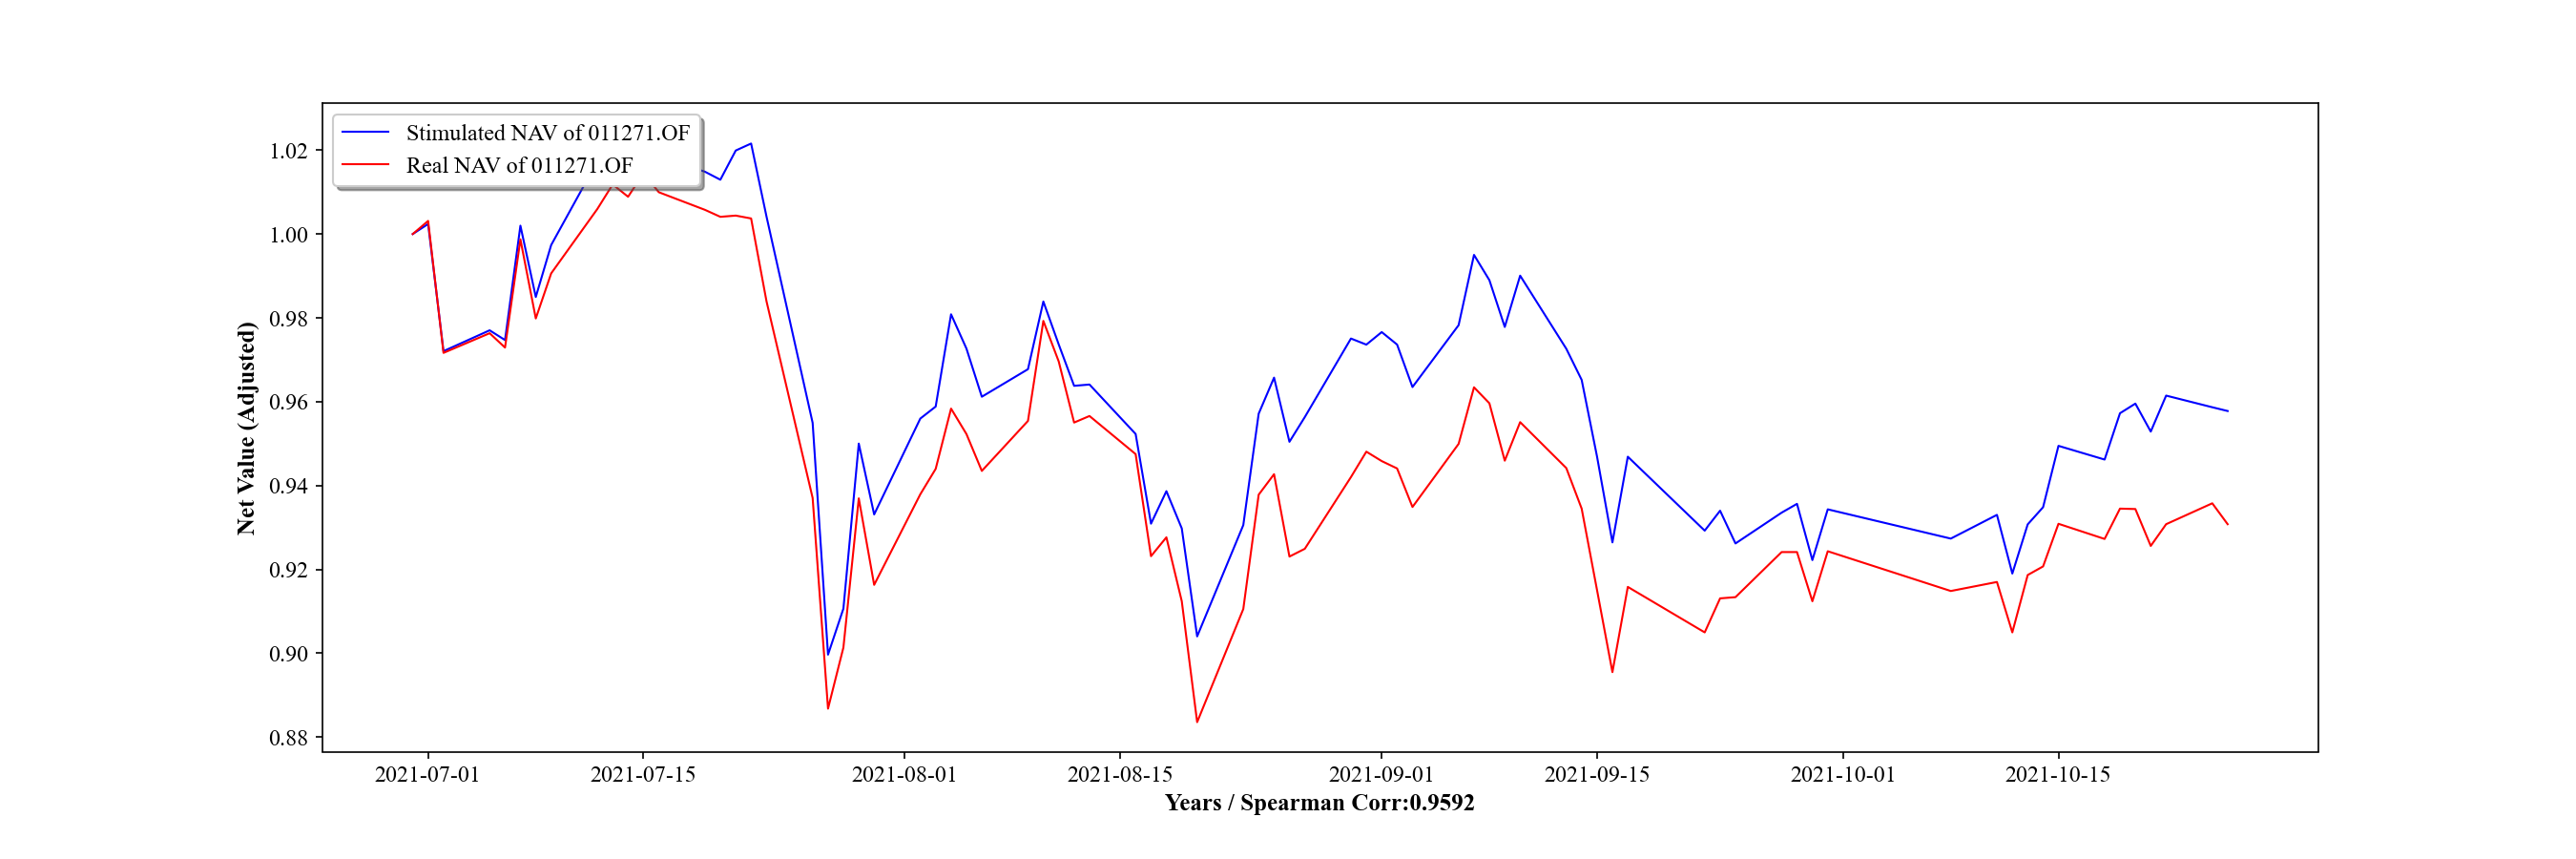 Stimulated NAV of 011271.OF
Real NAV of 011271.OF
Net Value (Adjusted)
1.02
1.00
0.98
0.96
0.94
0.92
0.90
0.88
2021-07-01 2021-07-15 2021-08-01 2021-08-15 2021-09-01 2021-09-15 2021-10-01 2021-10-15
Years / Spearman Corr:0.9592